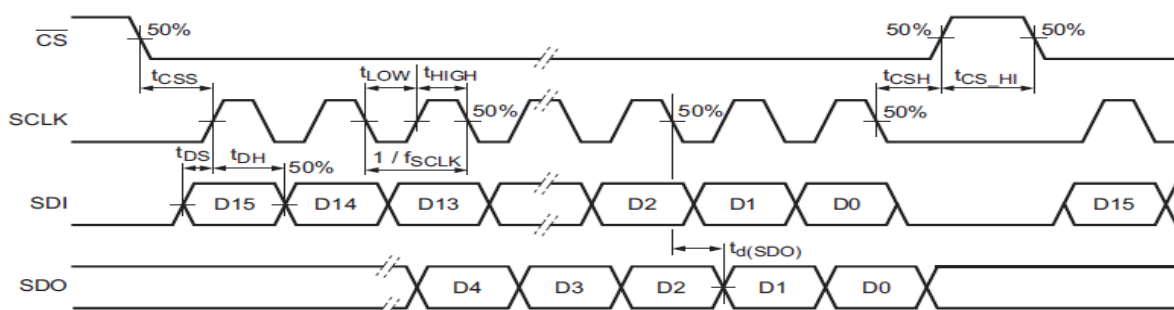 CS 50% 50% 50%
tCSS tLOW tHIGH tCSH tCS_HI
SCLK 50% 50% 50%
tDS tDH 50% 1 / fSCLK
SDI D15 D14 D13 D2 D1 D0 D15
td(SDO)
SDO D4 D3 D2 D1 D0